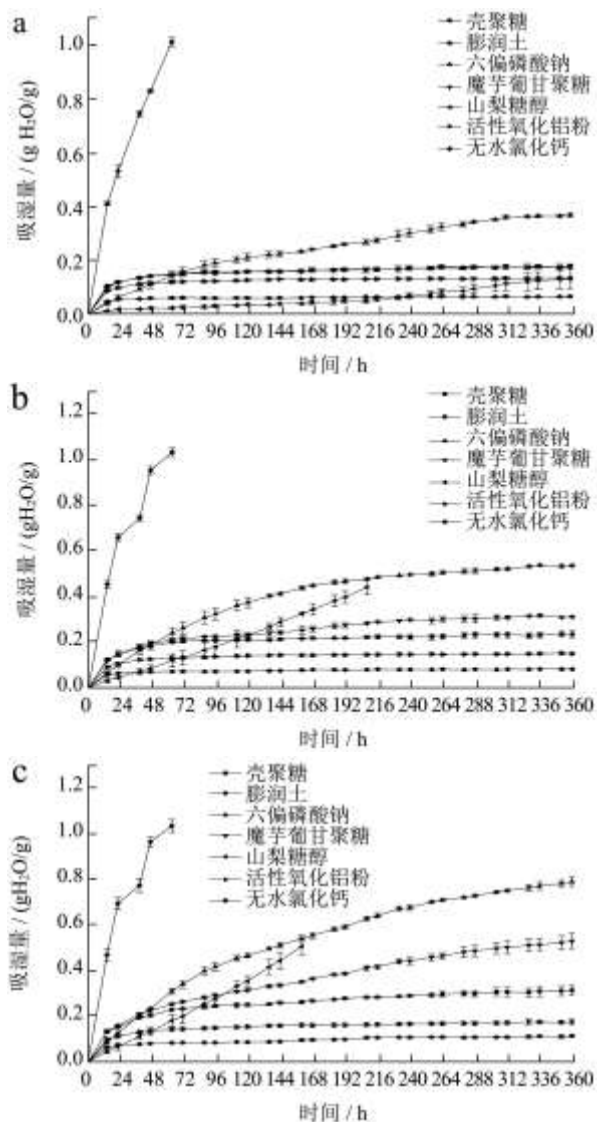 a
1.0
0.8
0.6
0.4
0.2
0.0
吸湿量 / (g H₂O/g)
壳聚糖
膨润土
六偏磷酸钠
魔芋葡甘聚糖
山梨糖醇
活性氧化铝粉
无水氯化钙
0 24 48 72 96 120 144 168 192 216 240 264 288 312 336 360
时间 / h
b
1.2
1.0
0.8
0.6
0.4
0.2
0.0
吸湿量 / (gH₂O/g)
壳聚糖
膨润土
六偏磷酸钠
魔芋葡甘聚糖
山梨糖醇
活性氧化铝粉
无水氯化钙
0 24 48 72 96 120 144 168 192 216 240 264 288 312 336 360
时间 / h
c
1.2
1.0
0.8
0.6
0.4
0.2
0.0
吸湿量 / (gH₂O/g)
壳聚糖
膨润土
六偏磷酸钠
魔芋葡甘聚糖
山梨糖醇
活性氧化铝粉
无水氯化钙
0 24 48 72 96 120 144 168 192 216 240 264 288 312 336 360
时间 / h